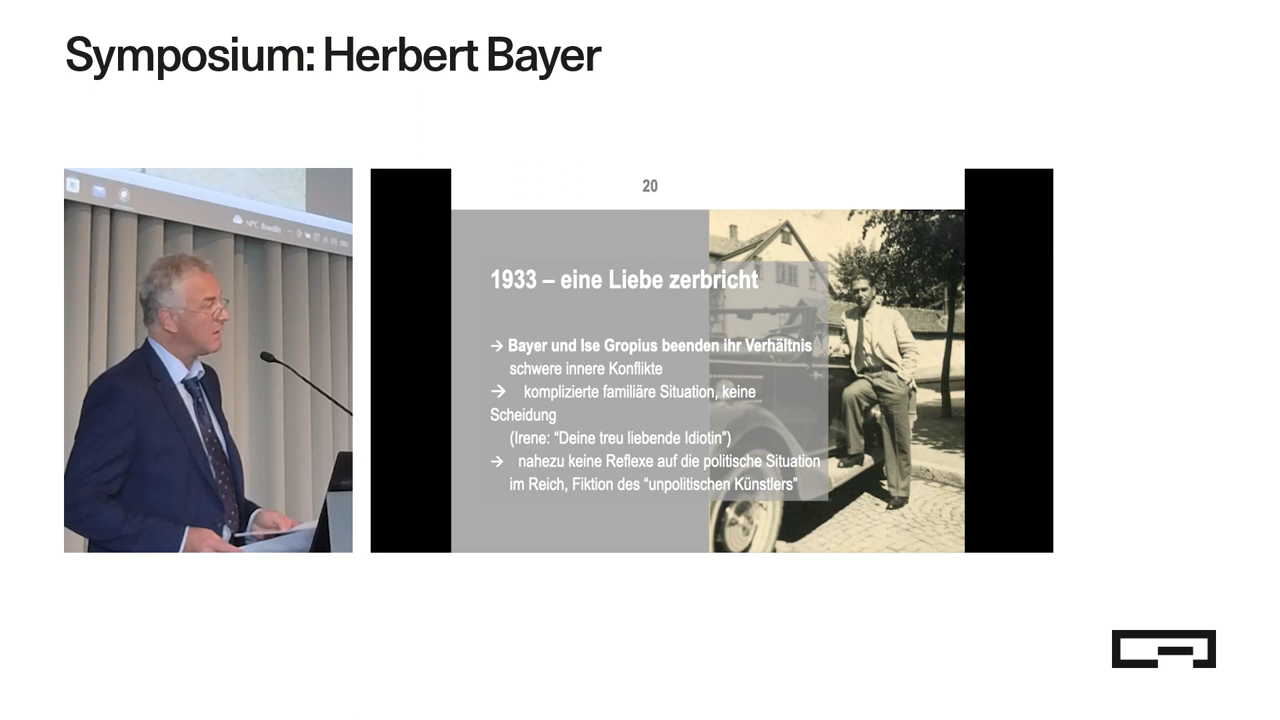 Symposium: Herbert Bayer
20
1933 – eine Liebe zerbricht
→ Bayer und Ise Gropius beenden ihr Verhältnis
schwere innere Konflikte
→ komplizierte familiäre Situation, keine
Scheidung
(Irene: “Deine treu liebende Idiotin”)
→ nahezu keine Reflexe auf die politische Situation
im Reich, Fiktion des “unpolitischen Künstlers”